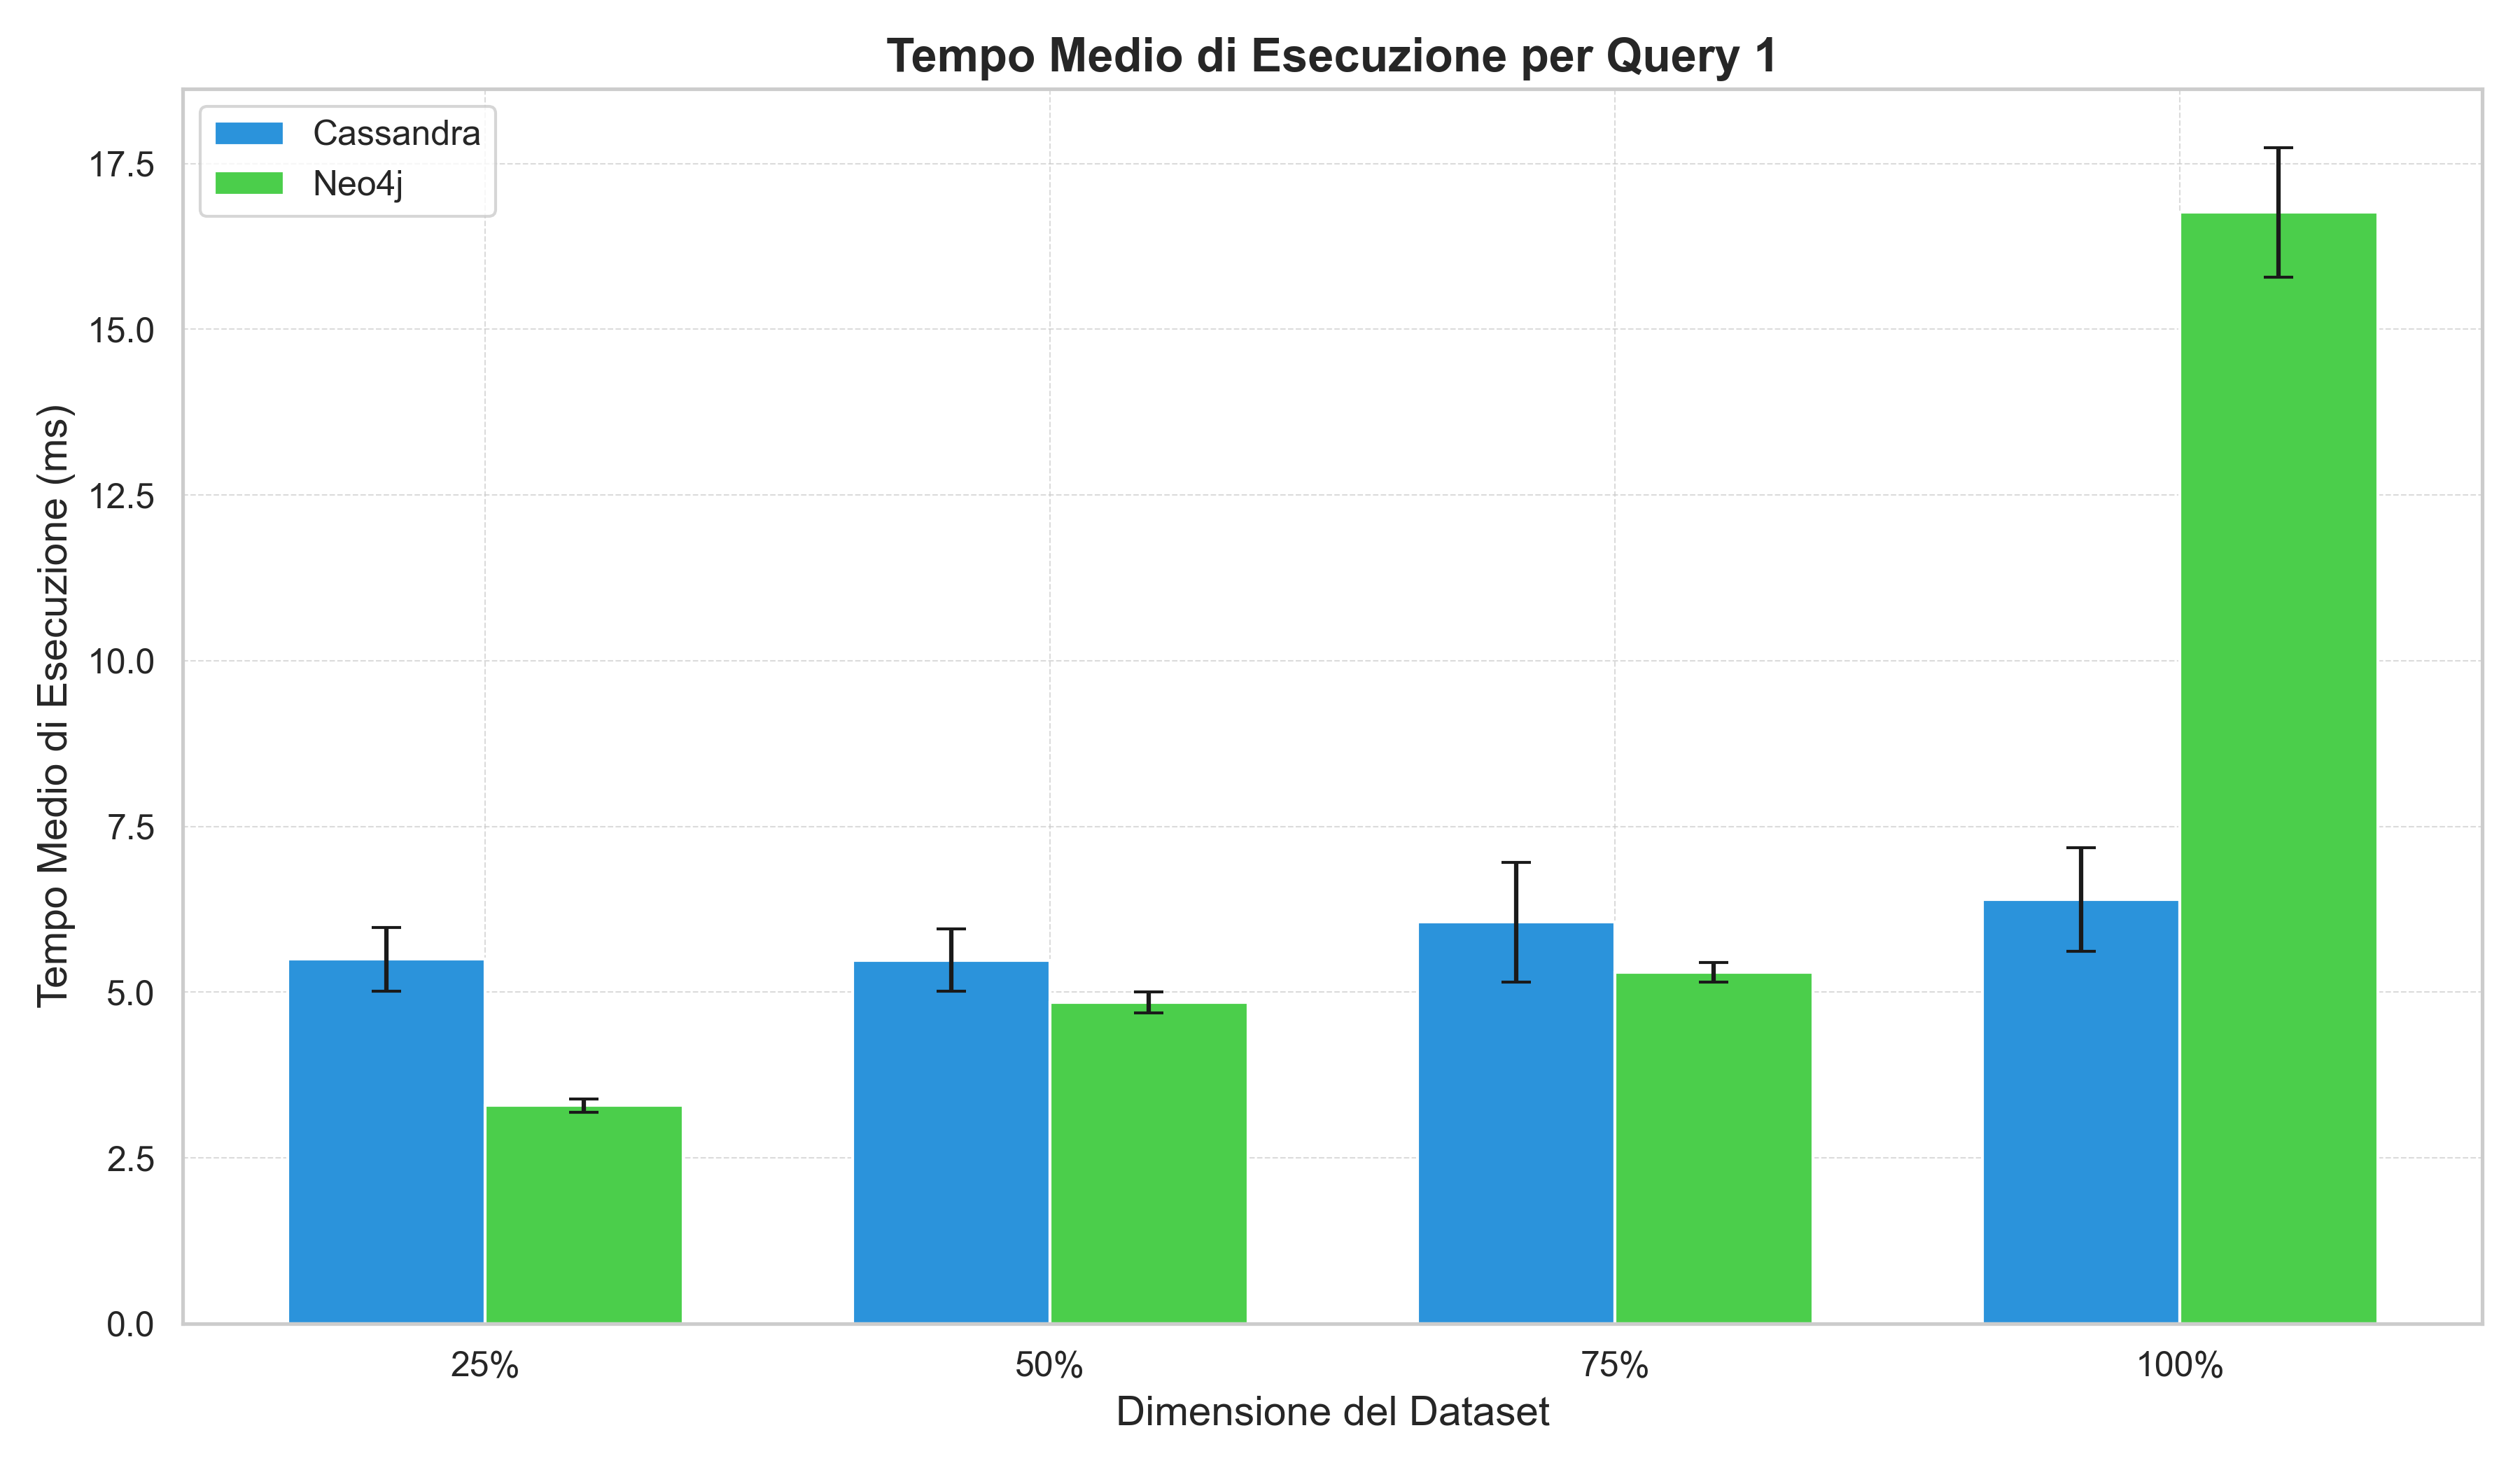 Tempo Medio di Esecuzione per Query 1
Cassandra
Neo4j
Tempo Medio di Esecuzione (ms)
17.5
15.0
12.5
10.0
7.5
5.0
2.5
0.0
25%
50%
75%
100%
Dimensione del Dataset